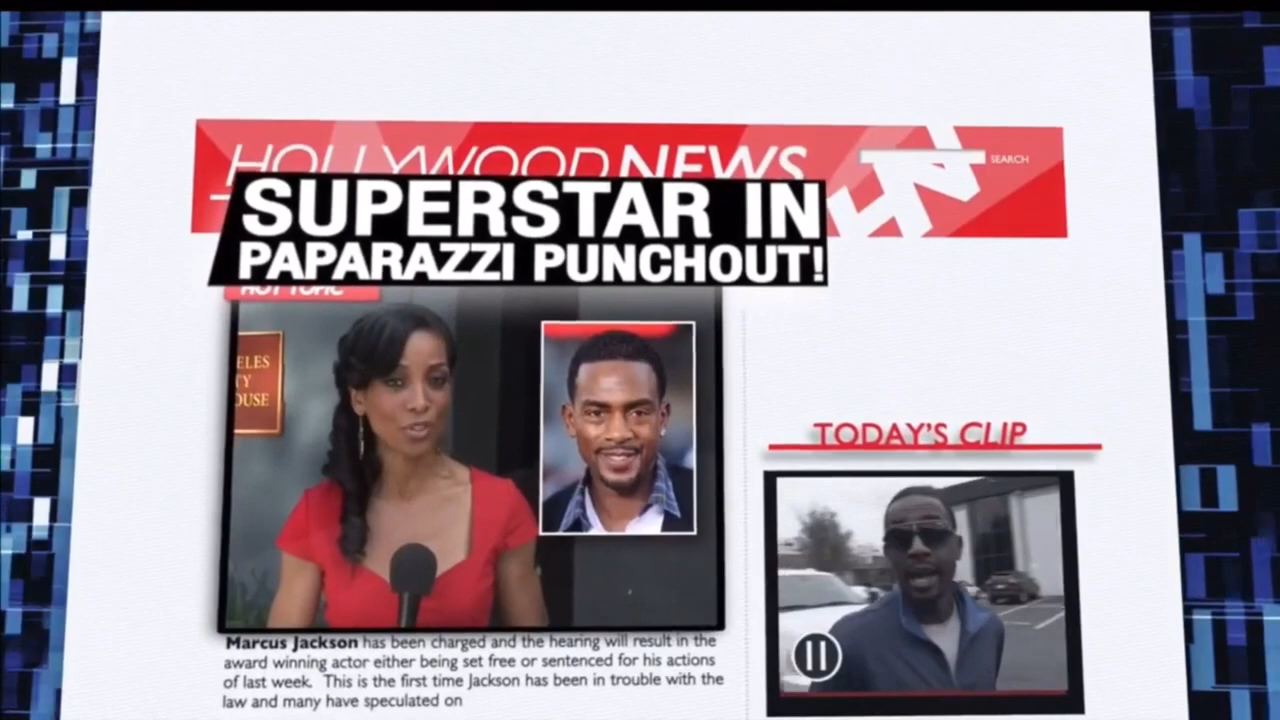 HOLLYWOOD NEWS
SEARCH
SUPERSTAR IN
PAPARAZZI PUNCHOUT!
HOT TOPIC
ELES
TY
OUSE
TODAY'S CLIP
Marcus Jackson has been charged and the hearing will result in the
award winning actor either being set free or sentenced for his actions
of last week. This is the first time Jackson has been in trouble with the
law and many have speculated on